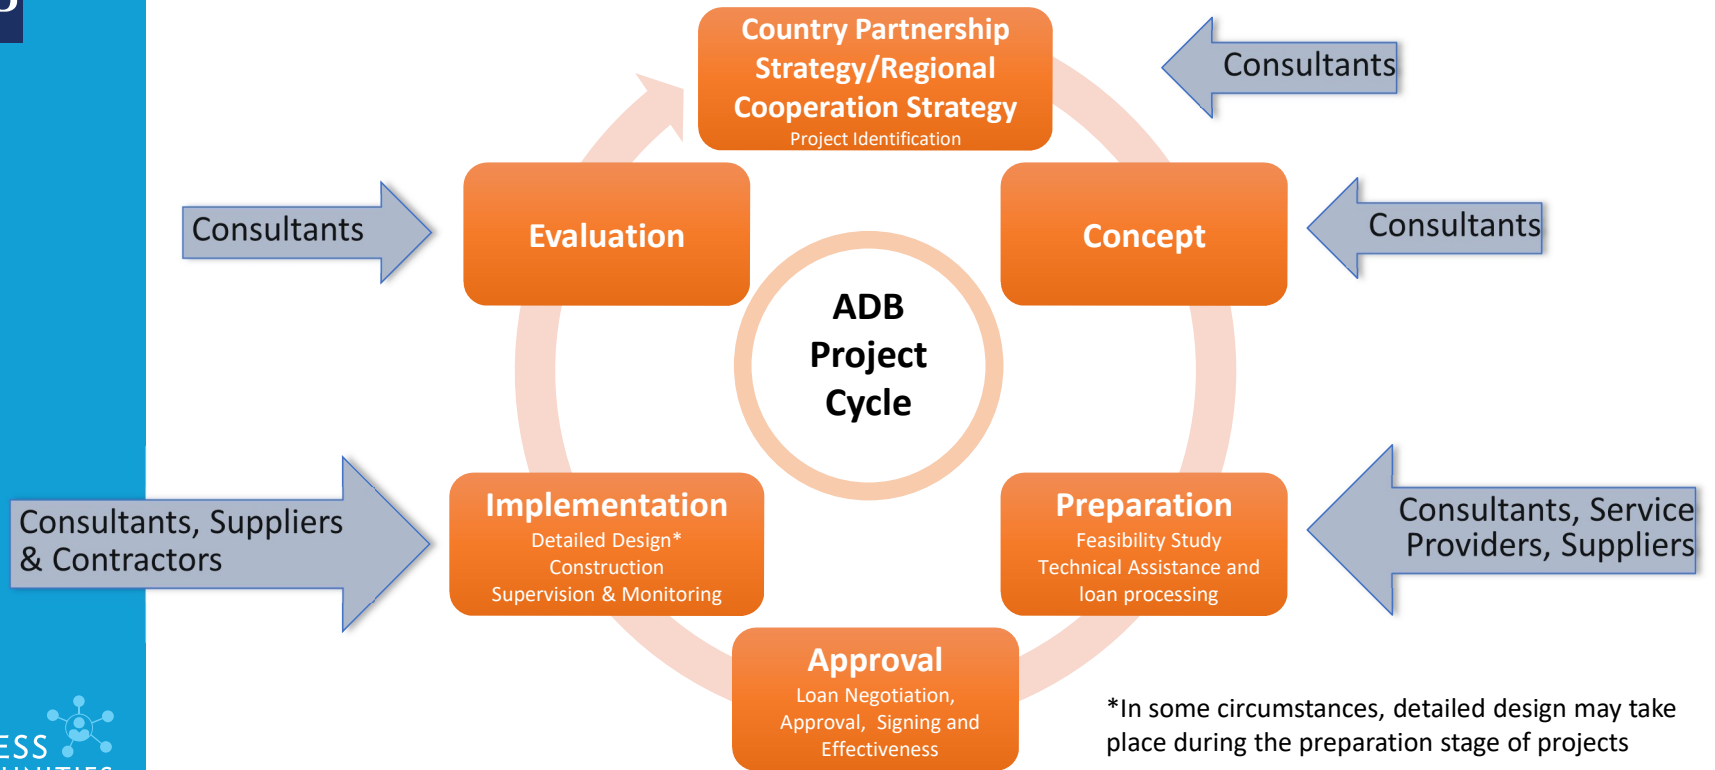 Country Partnership
Strategy/Regional
Cooperation Strategy
Project Identification
Consultants
Consultants
Evaluation
Concept
Consultants
ADB
Project
Cycle
Consultants, Suppliers
& Contractors
Implementation
Detailed Design*
Construction
Supervision & Monitoring
Preparation
Feasibility Study
Technical Assistance and
loan processing
Consultants, Service
Providers, Suppliers
Approval
Loan Negotiation,
Approval, Signing and
Effectiveness
*In some circumstances, detailed design may take
place during the preparation stage of projects